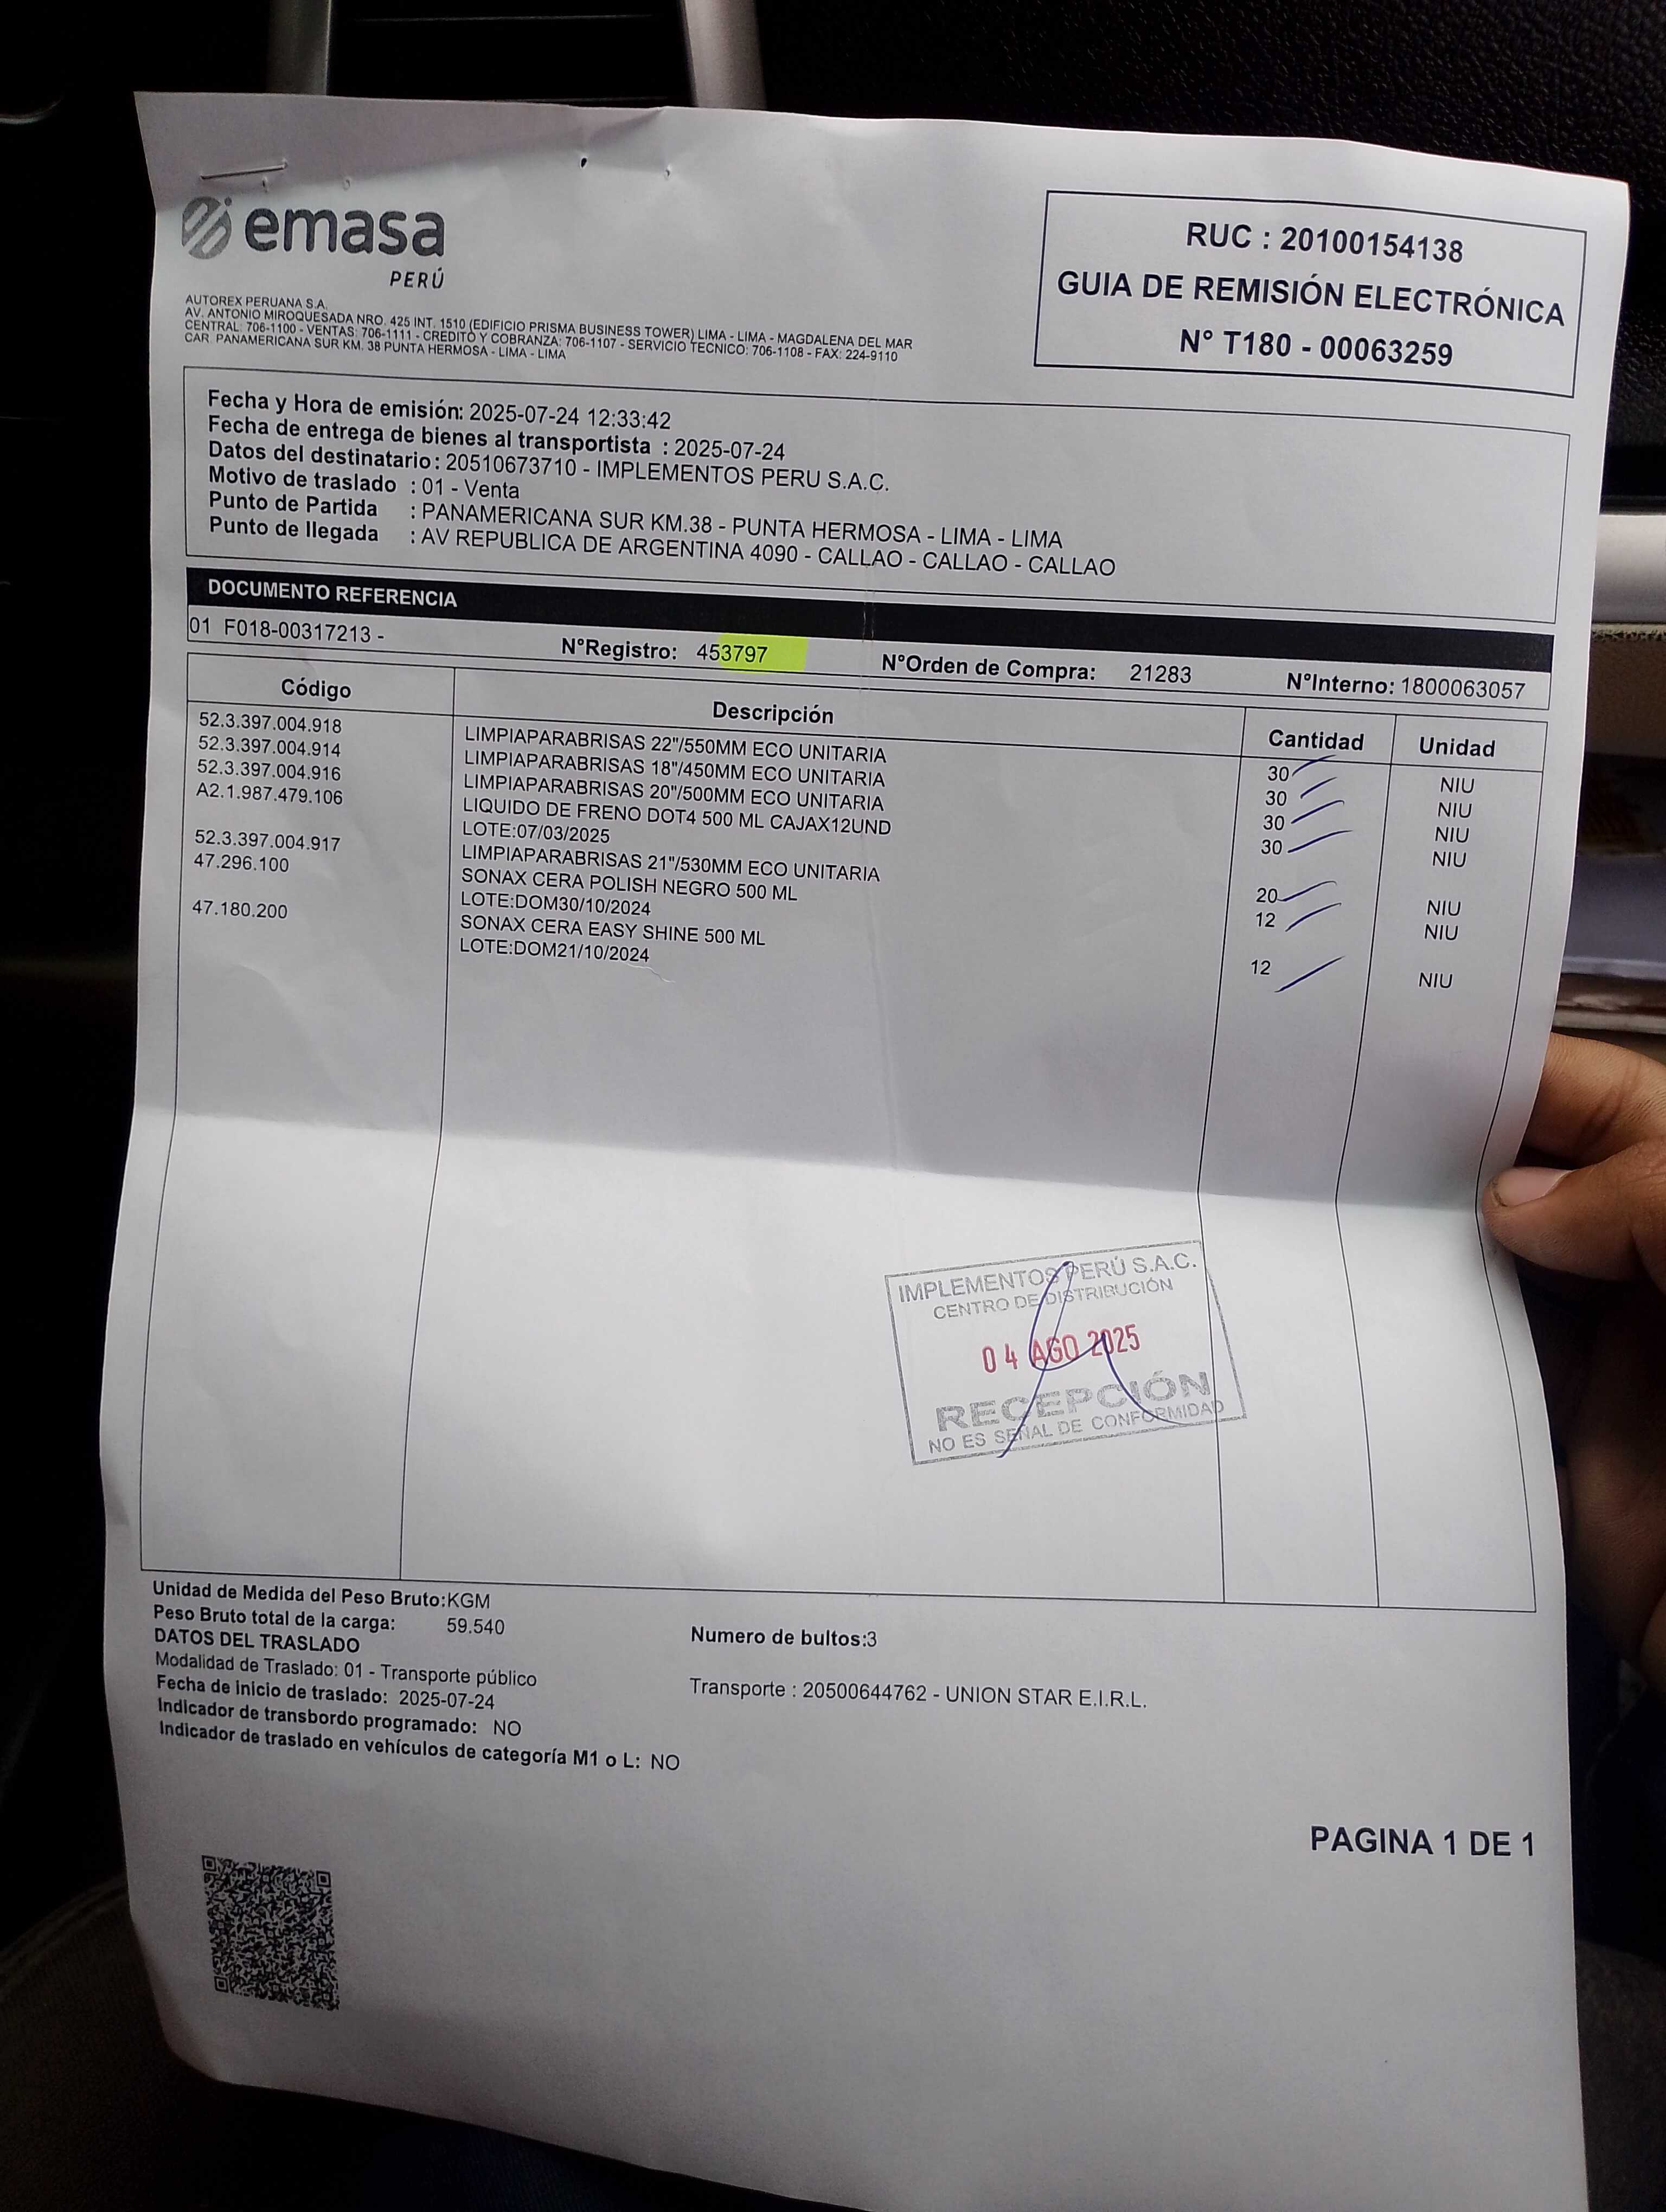 emasa
PERÚ
AUTOREX PERUANA S.A.
AV. ANTONIO MIROQUESADA NRO. 425 INT. 1510 (EDIFICIO PRISMA BUSINESS TOWER) LIMA - LIMA - MAGDALENA DEL MAR
CENTRAL: 706-1100 - VENTAS: 706-1111 - CREDITO Y COBRANZA: 706-1107 - SERVICIO TECNICO: 706-1108 - FAX: 224-9110
CAR. PANAMERICANA SUR KM. 38 PUNTA HERMOSA - LIMA - LIMA
RUC : 20100154138
GUIA DE REMISIÓN ELECTRÓNICA
N° T180 - 00063259
Fecha y Hora de emisión: 2025-07-24 12:33:42
Fecha de entrega de bienes al transportista : 2025-07-24
Datos del destinatario: 20510673710 - IMPLEMENTOS PERU S.A.C.
Motivo de traslado : 01 - Venta
Punto de Partida : PANAMERICANA SUR KM.38 - PUNTA HERMOSA - LIMA - LIMA
Punto de llegada : AV REPUBLICA DE ARGENTINA 4090 - CALLAO - CALLAO - CALLAO
DOCUMENTO REFERENCIA
01 F018-00317213 - N°Registro: 453797 N°Orden de Compra: 21283 N°Interno: 1800063057
Código Descripción Cantidad Unidad
52.3.397.004.918 LIMPIAPARABRISAS 22"/550MM ECO UNITARIA 30 NIU
52.3.397.004.914 LIMPIAPARABRISAS 18"/450MM ECO UNITARIA 30 NIU
52.3.397.004.916 LIMPIAPARABRISAS 20"/500MM ECO UNITARIA 30 NIU
A2.1.987.479.106 LIQUIDO DE FRENO DOT4 500 ML CAJAX12UND 30 NIU
LOTE:07/03/2025
52.3.397.004.917 LIMPIAPARABRISAS 21"/530MM ECO UNITARIA 20 NIU
47.296.100 SONAX CERA POLISH NEGRO 500 ML 12 NIU
LOTE:DOM30/10/2024
47.180.200 SONAX CERA EASY SHINE 500 ML 12 NIU
LOTE:DOM21/10/2024
IMPLEMENTOS PERÚ S.A.C.
CENTRO DE DISTRIBUCIÓN
04 AGO 2025
RECEPCIÓN
NO ES SEÑAL DE CONFORMIDAD
Unidad de Medida del Peso Bruto:KGM
Peso Bruto total de la carga: 59.540
Numero de bultos:3
DATOS DEL TRASLADO
Modalidad de Traslado: 01 - Transporte público
Transporte : 20500644762 - UNION STAR E.I.R.L.
Fecha de inicio de traslado: 2025-07-24
Indicador de transbordo programado: NO
Indicador de traslado en vehículos de categoría M1 o L: NO
PAGINA 1 DE 1